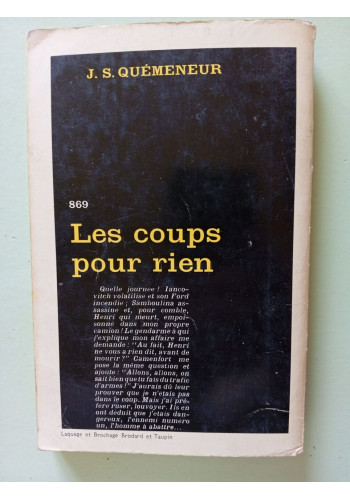 J. S. QUÉMENEUR
869
Les coups
pour rien
Quelle journée ! Ianco-
vitch volatilisé et son Ford
incendié ; Samboulina as-
sassiné et, pour comble,
Henri qui meurt, empoi-
sonné dans mon propre
camion ! Le gendarme à qui
j'explique mon affaire me
demande : "Au fait, Henri
ne vous a rien dit, avant de
mourir ?" Camenfort me
pose la même question et
ajoute : "Allons, allons, on
sait bien que tu fais du trafic
d'armes !" J'aurais dû leur
prouver que je n'étais pas
dans le coup. Mais j'ai pré-
féré ruser, louvoyer. Ils en
ont déduit que j'étais dan-
gereux, l'ennemi numéro
un, l'homme à abattre...
Laquage et Brochage Brodard et Taupin